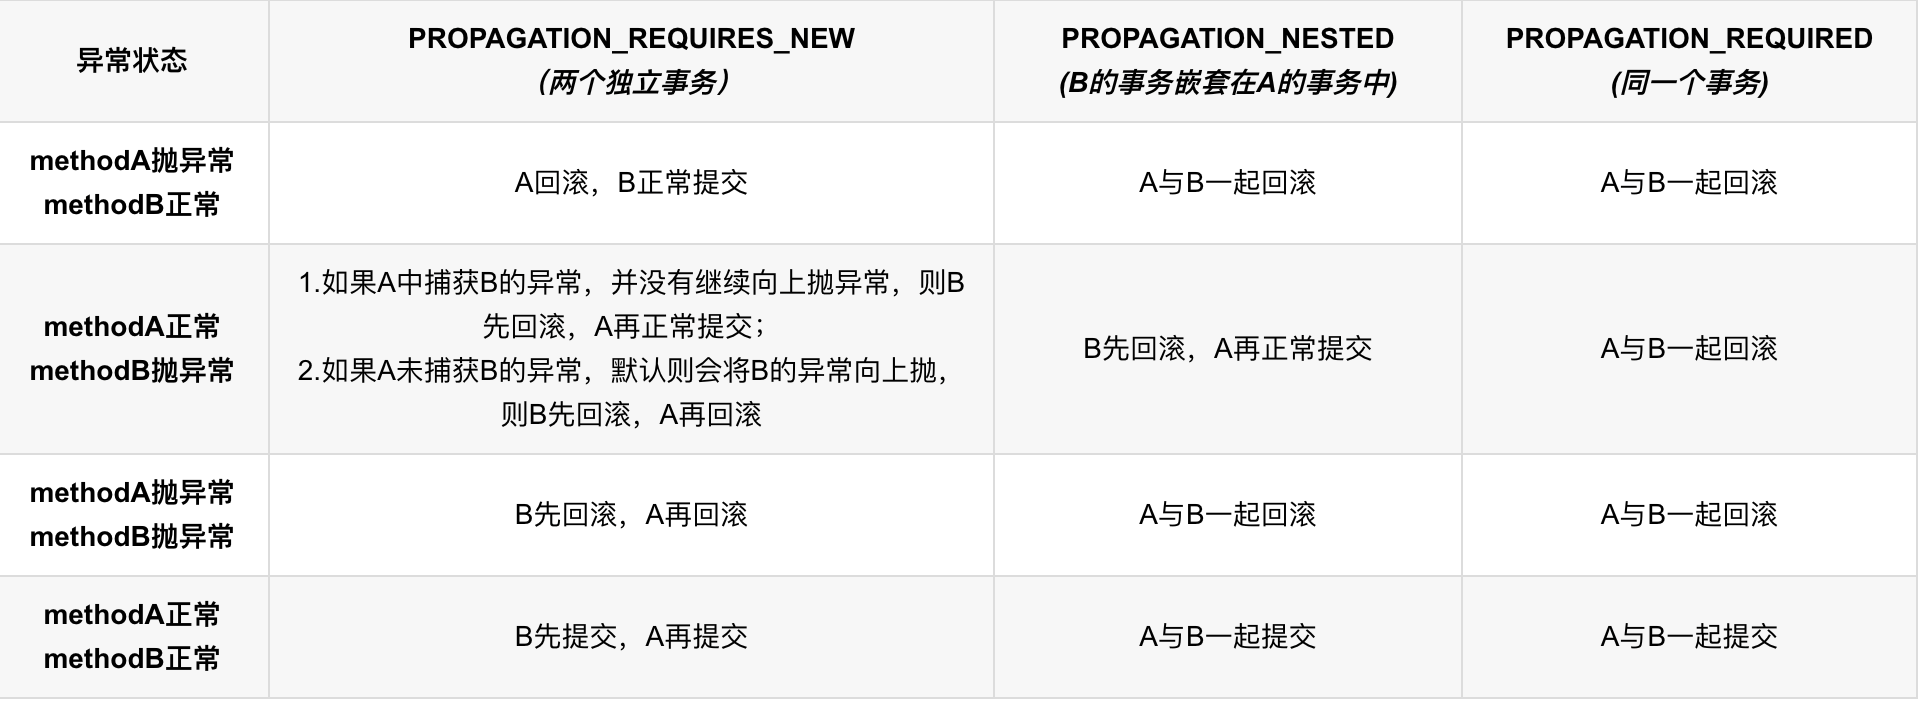 异常状态
PROPAGATION_REQUIRES_NEW
（两个独立事务）
PROPAGATION_NESTED
(B的事务嵌套在A的事务中)
PROPAGATION_REQUIRED
(同一个事务)
methodA抛异常
methodB正常
A回滚，B正常提交
A与B一起回滚
A与B一起回滚
methodA正常
methodB抛异常
1.如果A中捕获B的异常，并没有继续向上抛异常，则B
先回滚，A再正常提交；
2.如果A未捕获B的异常，默认则会将B的异常向上抛，
则B先回滚，A再回滚
B先回滚，A再正常提交
A与B一起回滚
methodA抛异常
methodB抛异常
B先回滚，A再回滚
A与B一起回滚
A与B一起回滚
methodA正常
methodB正常
B先提交，A再提交
A与B一起提交
A与B一起提交